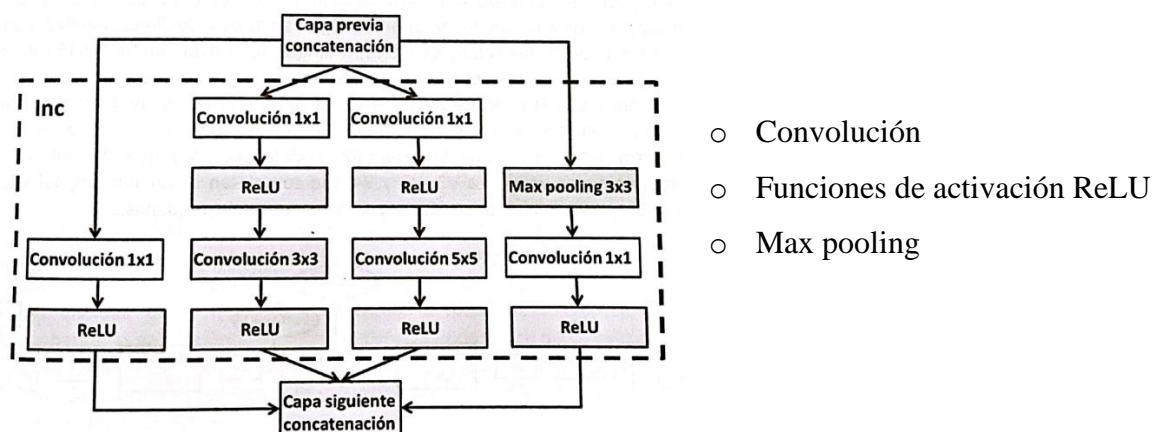 Capa previa
concatenación
Inc
Convolución 1x1
Convolución 1x1
ReLU
ReLU
Max pooling 3x3
Convolución 1x1
Convolución 3x3
Convolución 5x5
Convolución 1x1
ReLU
ReLU
ReLU
ReLU
Capa siguiente
concatenación
o Convolución
o Funciones de activación ReLU
o Max pooling